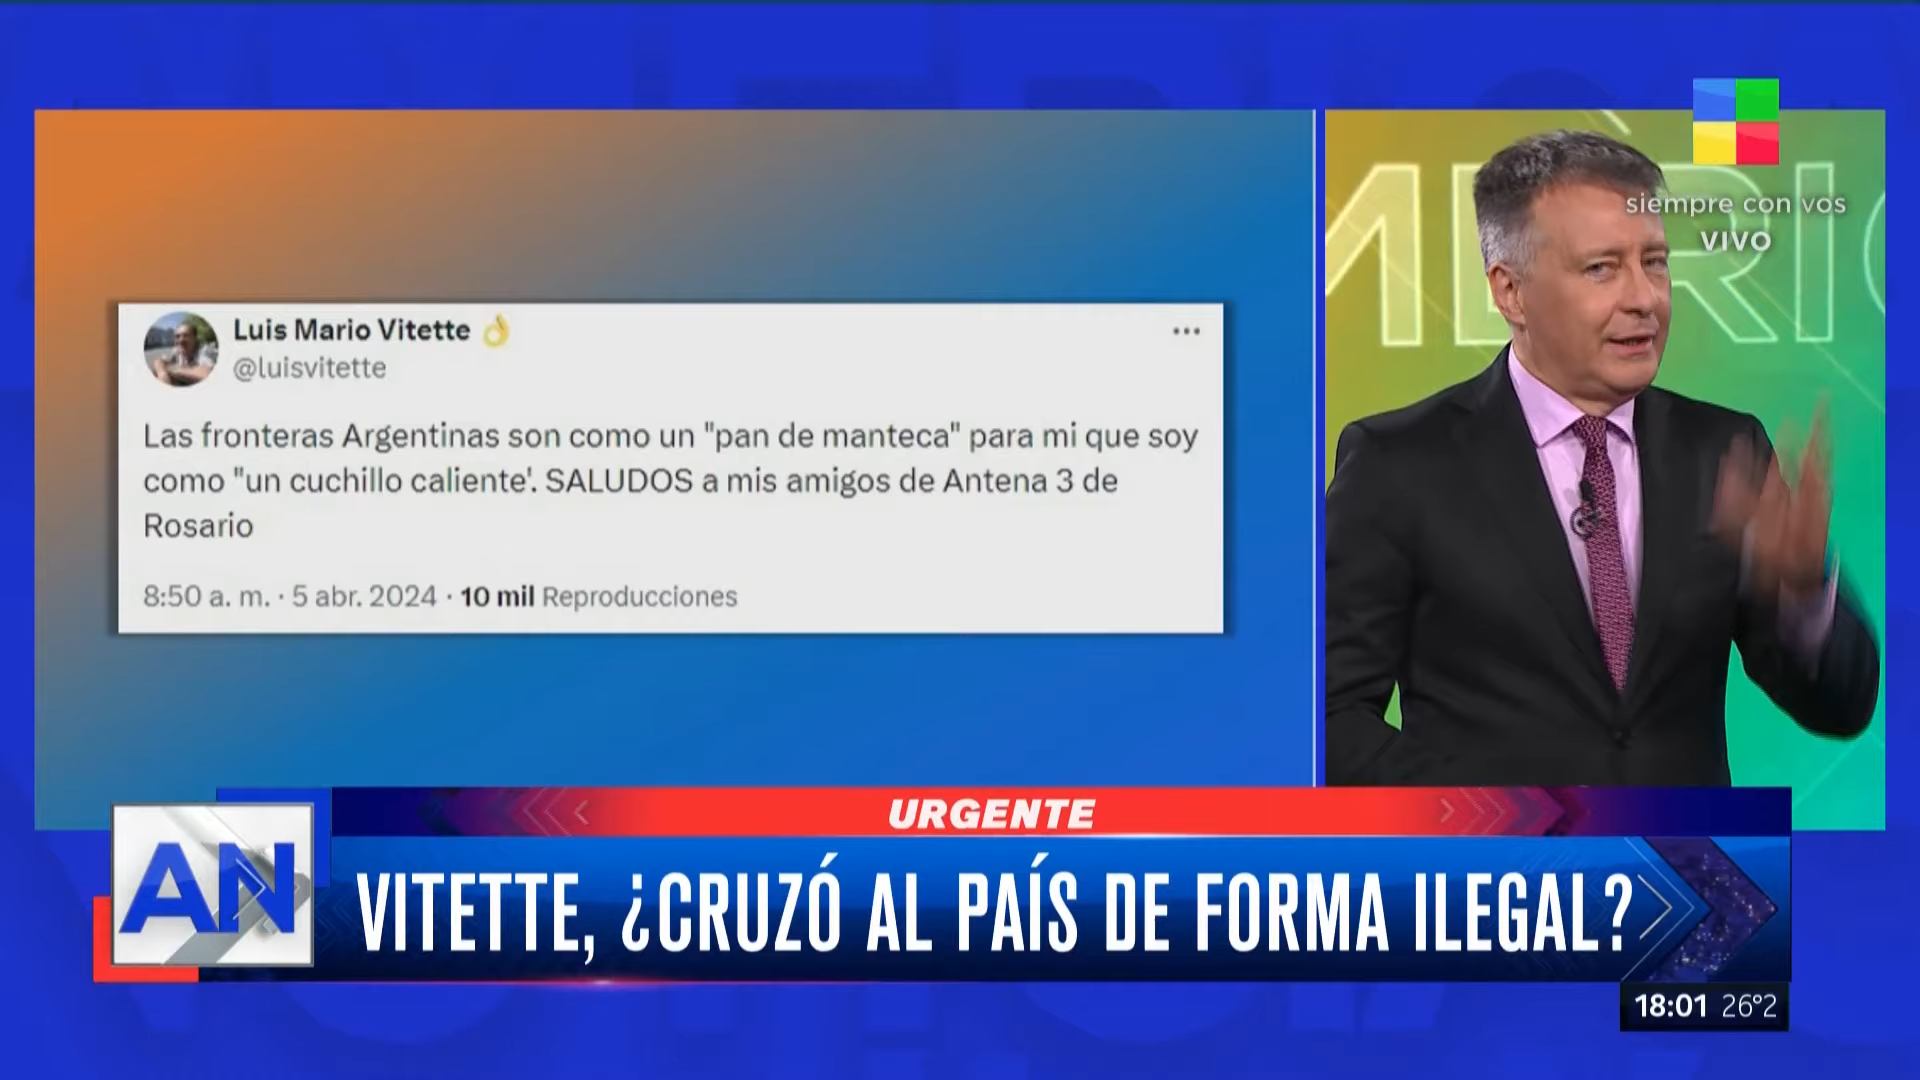 siempre con vos
VIVO
MÉRIC
Luis Mario Vitette 👌
@luisvitette
Las fronteras Argentinas son como un "pan de manteca" para mi que soy
como "un cuchillo caliente'. SALUDOS a mis amigos de Antena 3 de
Rosario
8:50 a. m. · 5 abr. 2024 · 10 mil Reproducciones
URGENTE
AN
VITETTE, ¿CRUZÓ AL PAÍS DE FORMA ILEGAL?
18:01 26°2